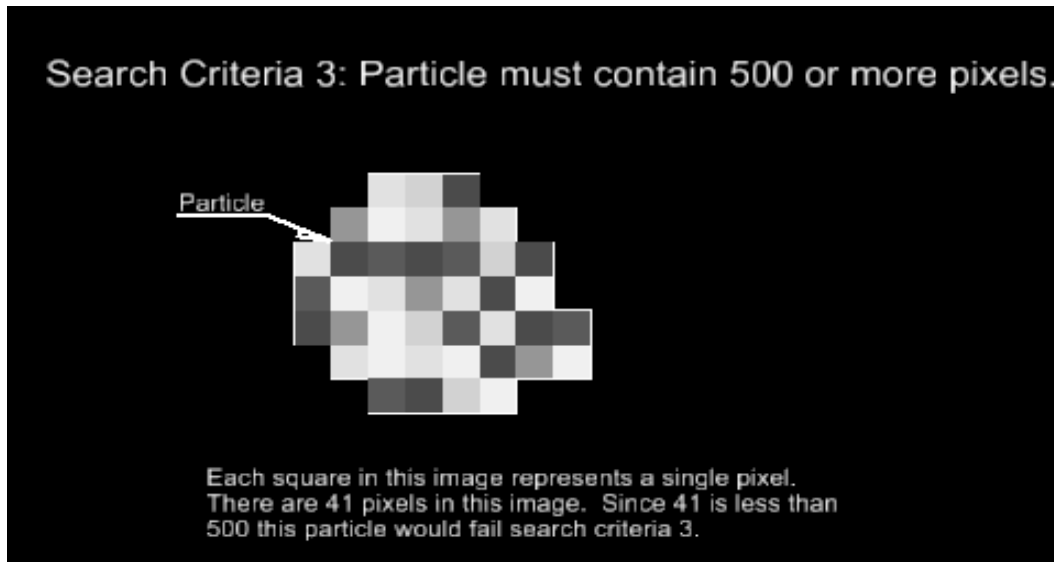 Search Criteria 3: Particle must contain 500 or more pixels.
Particle
Each square in this image represents a single pixel.
There are 41 pixels in this image.  Since 41 is less than
500 this particle would fail search criteria 3.